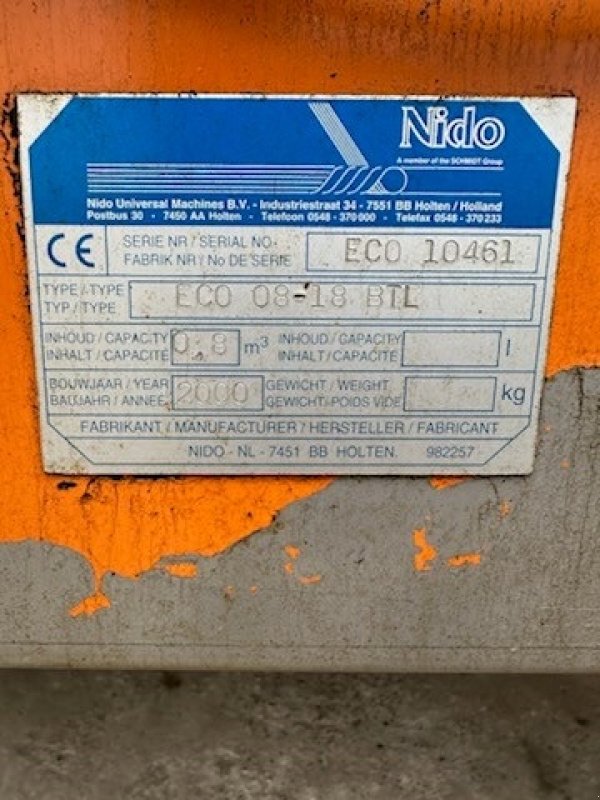 Nido
A member of the SCHMIDT Group
Nido Universal Machines B.V. - Industriestraat 34 - 7551 BB Holten / Holland
Postbus 30 - 7450 AA Holten - Telefoon 0548 - 370 000 - Telefax 0548 - 370 233
CE
SERIE NR / SERIAL NO
FABRIK NR / No DE SERIE
ECO 10461
TYPE / TYPE
TYP / TYPE
ECO 08-18 BTL
INHOUD / CAPACITY
INHALT / CAPACITE
0,8 m³
INHOUD / CAPACITY
INHALT / CAPACITE
l
BOUWJAAR / YEAR
BAUJAHR / ANNEE
2000
GEWICHT / WEIGHT
GEWICHT / POIDS VIDE
kg
FABRIKANT / MANUFACTURER / HERSTELLER / FABRICANT
NIDO - NL - 7451 BB HOLTEN. 982257